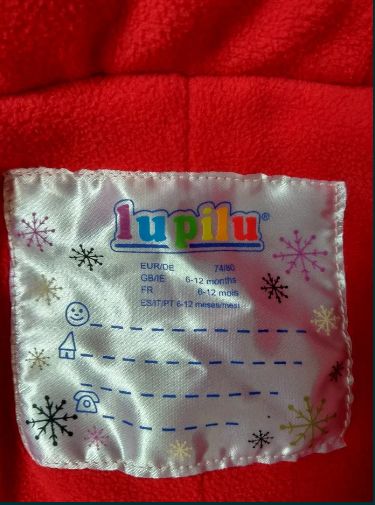 lupilu®
EUR/DE 74/80
GB/IE 6-12 months
FR 6-12 mois
ES/IT/PT 6-12 meses/mesi